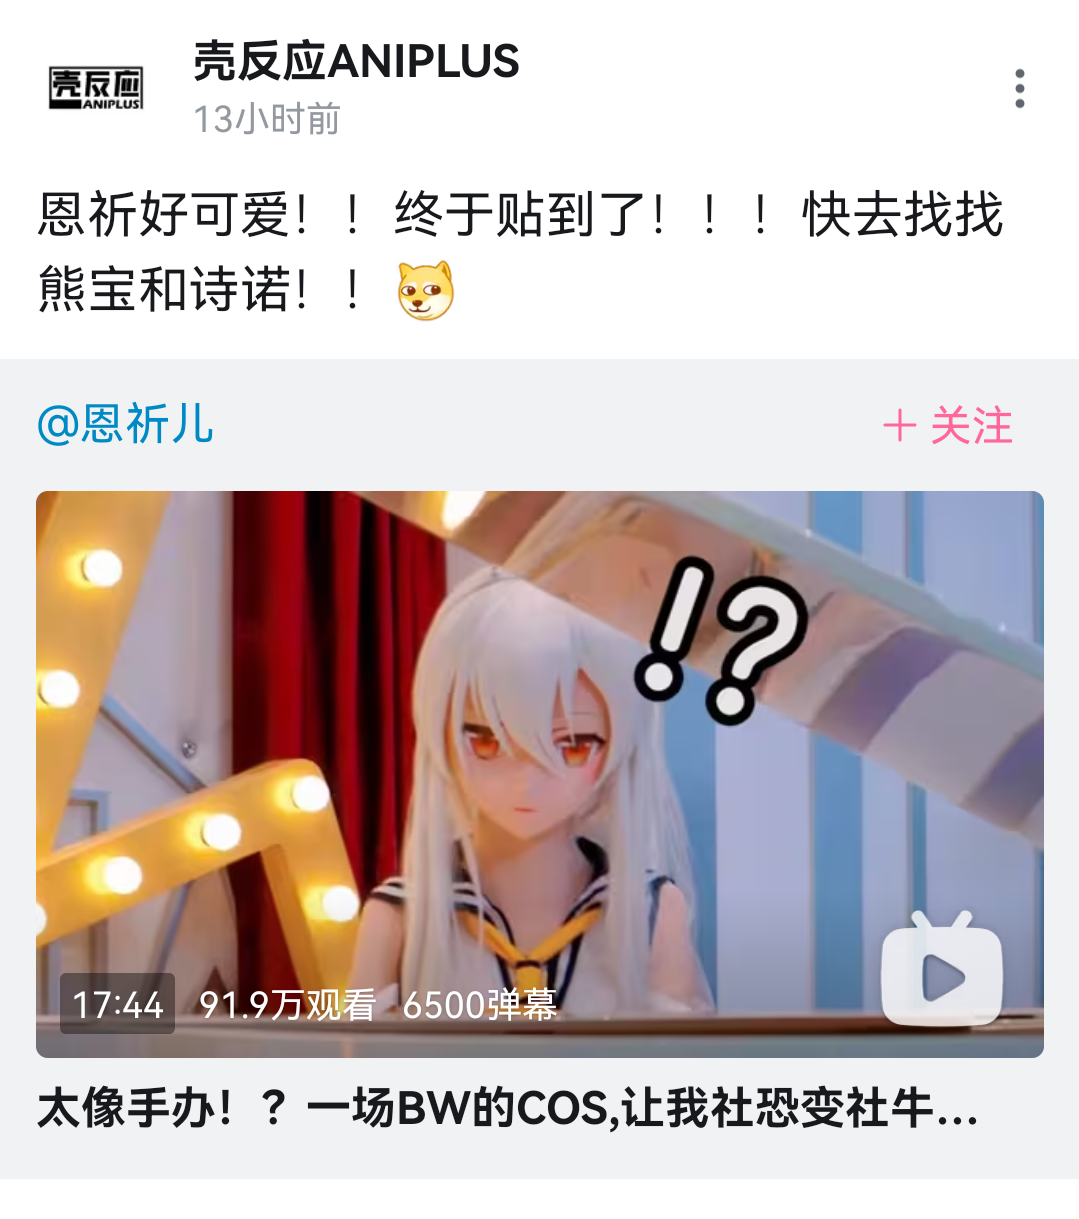 壳反应
ANIPLUS
壳反应ANIPLUS
13小时前
恩祈好可爱！！终于贴到了！！！快去找找
熊宝和诗诺！！
@恩祈儿
+ 关注
!?
17:44 91.9万观看 6500弹幕
太像手办！？一场BW的COS,让我社恐变社牛...